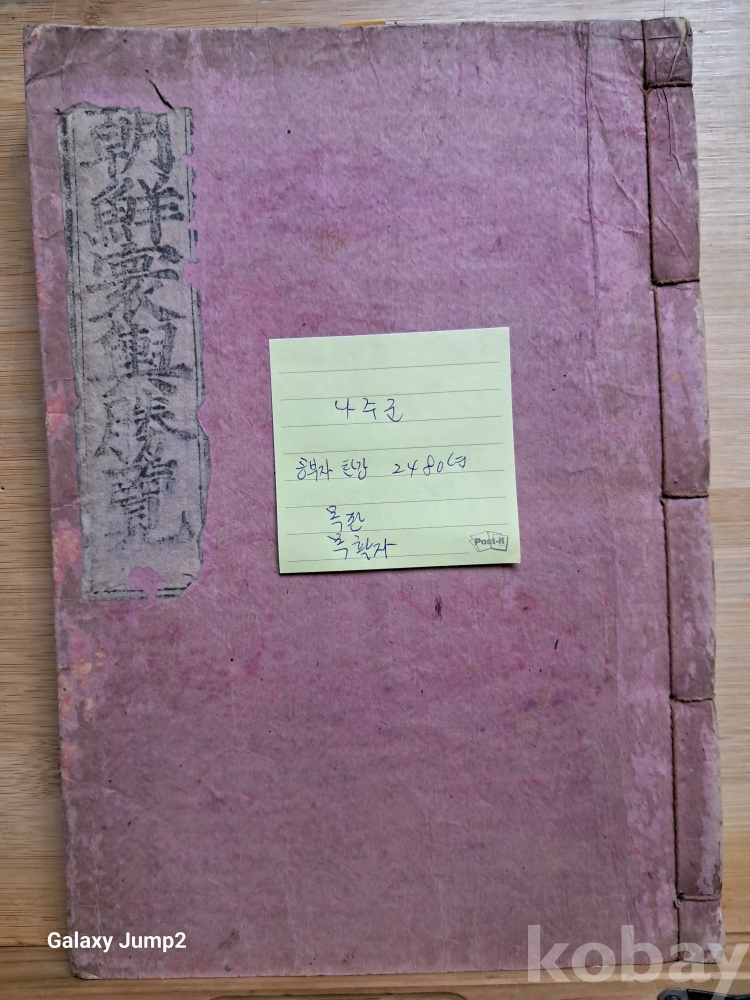 朝鮮寰輿勝覽
나주군
공부자 탄강 2480년
목판
목활자
Post-it
Galaxy Jump2
kobay